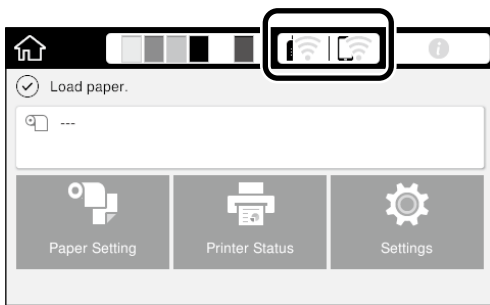 Load paper.
---
Paper Setting
Printer Status
Settings